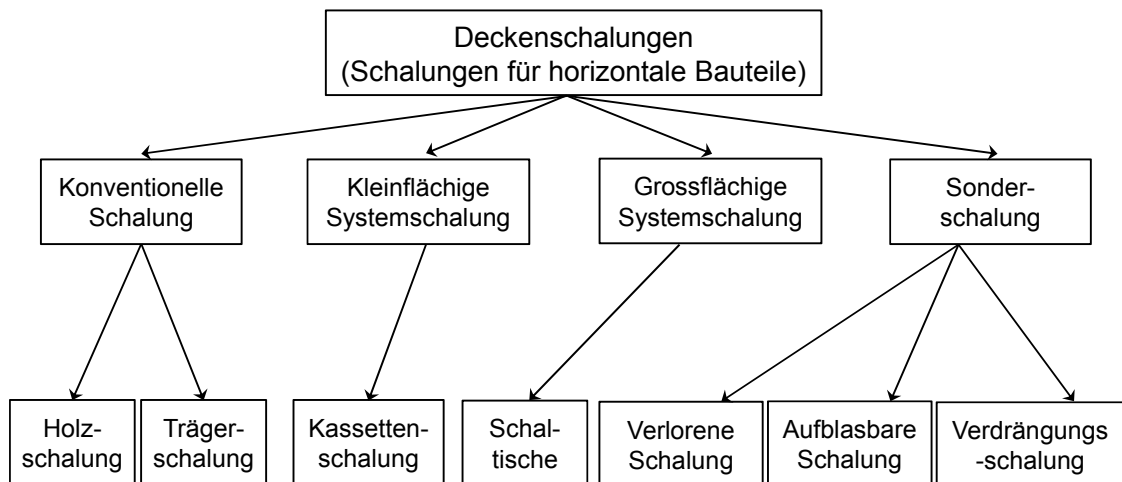 Deckenschalungen
(Schalungen für horizontale Bauteile)
Konventionelle
Schalung
Kleinflächige
Systemschalung
Grossflächige
Systemschalung
Sonder-
schalung
Holz-
schalung
Träger-
schalung
Kassetten-
schalung
Schal-
tische
Verlorene
Schalung
Aufblasbare
Schalung
Verdrängungs
-schalung